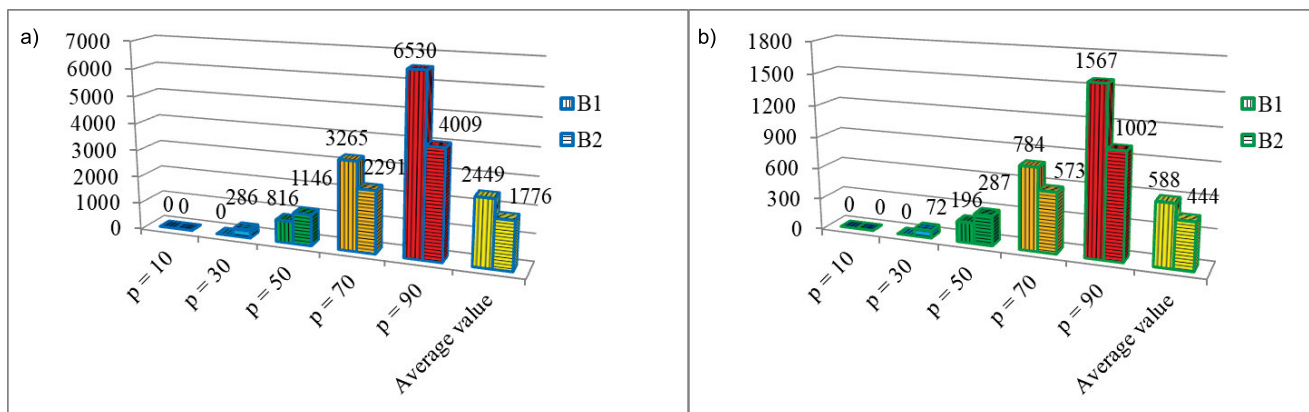 a)
7000
6000
5000
4000
3000
2000
1000
0
0 0
0 286
816 1146
3265 2291
6530 4009
2449 1776
p = 10
p = 30
p = 50
p = 70
p = 90
Average value
B1
B2
b)
1800
1500
1200
900
600
300
0
0 0
0 72
196 287
784 573
1567 1002
588 444
p = 10
p = 30
p = 50
p = 70
p = 90
Average value
B1
B2